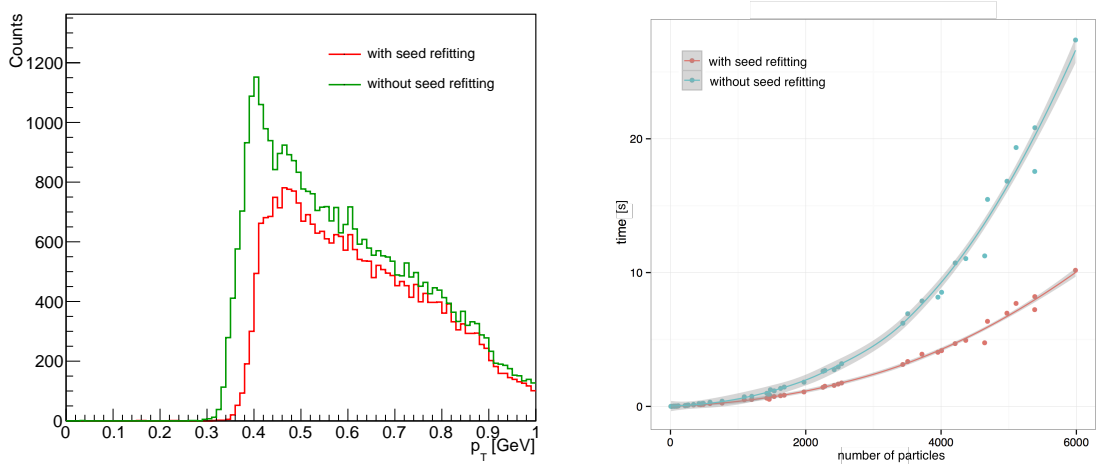 Counts
1200
1000
800
600
400
200
0
with seed refitting
without seed refitting
0 0.1 0.2 0.3 0.4 0.5 0.6 0.7 0.8 0.9 1
pT [GeV]
time [s]
20
10
0
with seed refitting
without seed refitting
0 2000 4000 6000
number of particles